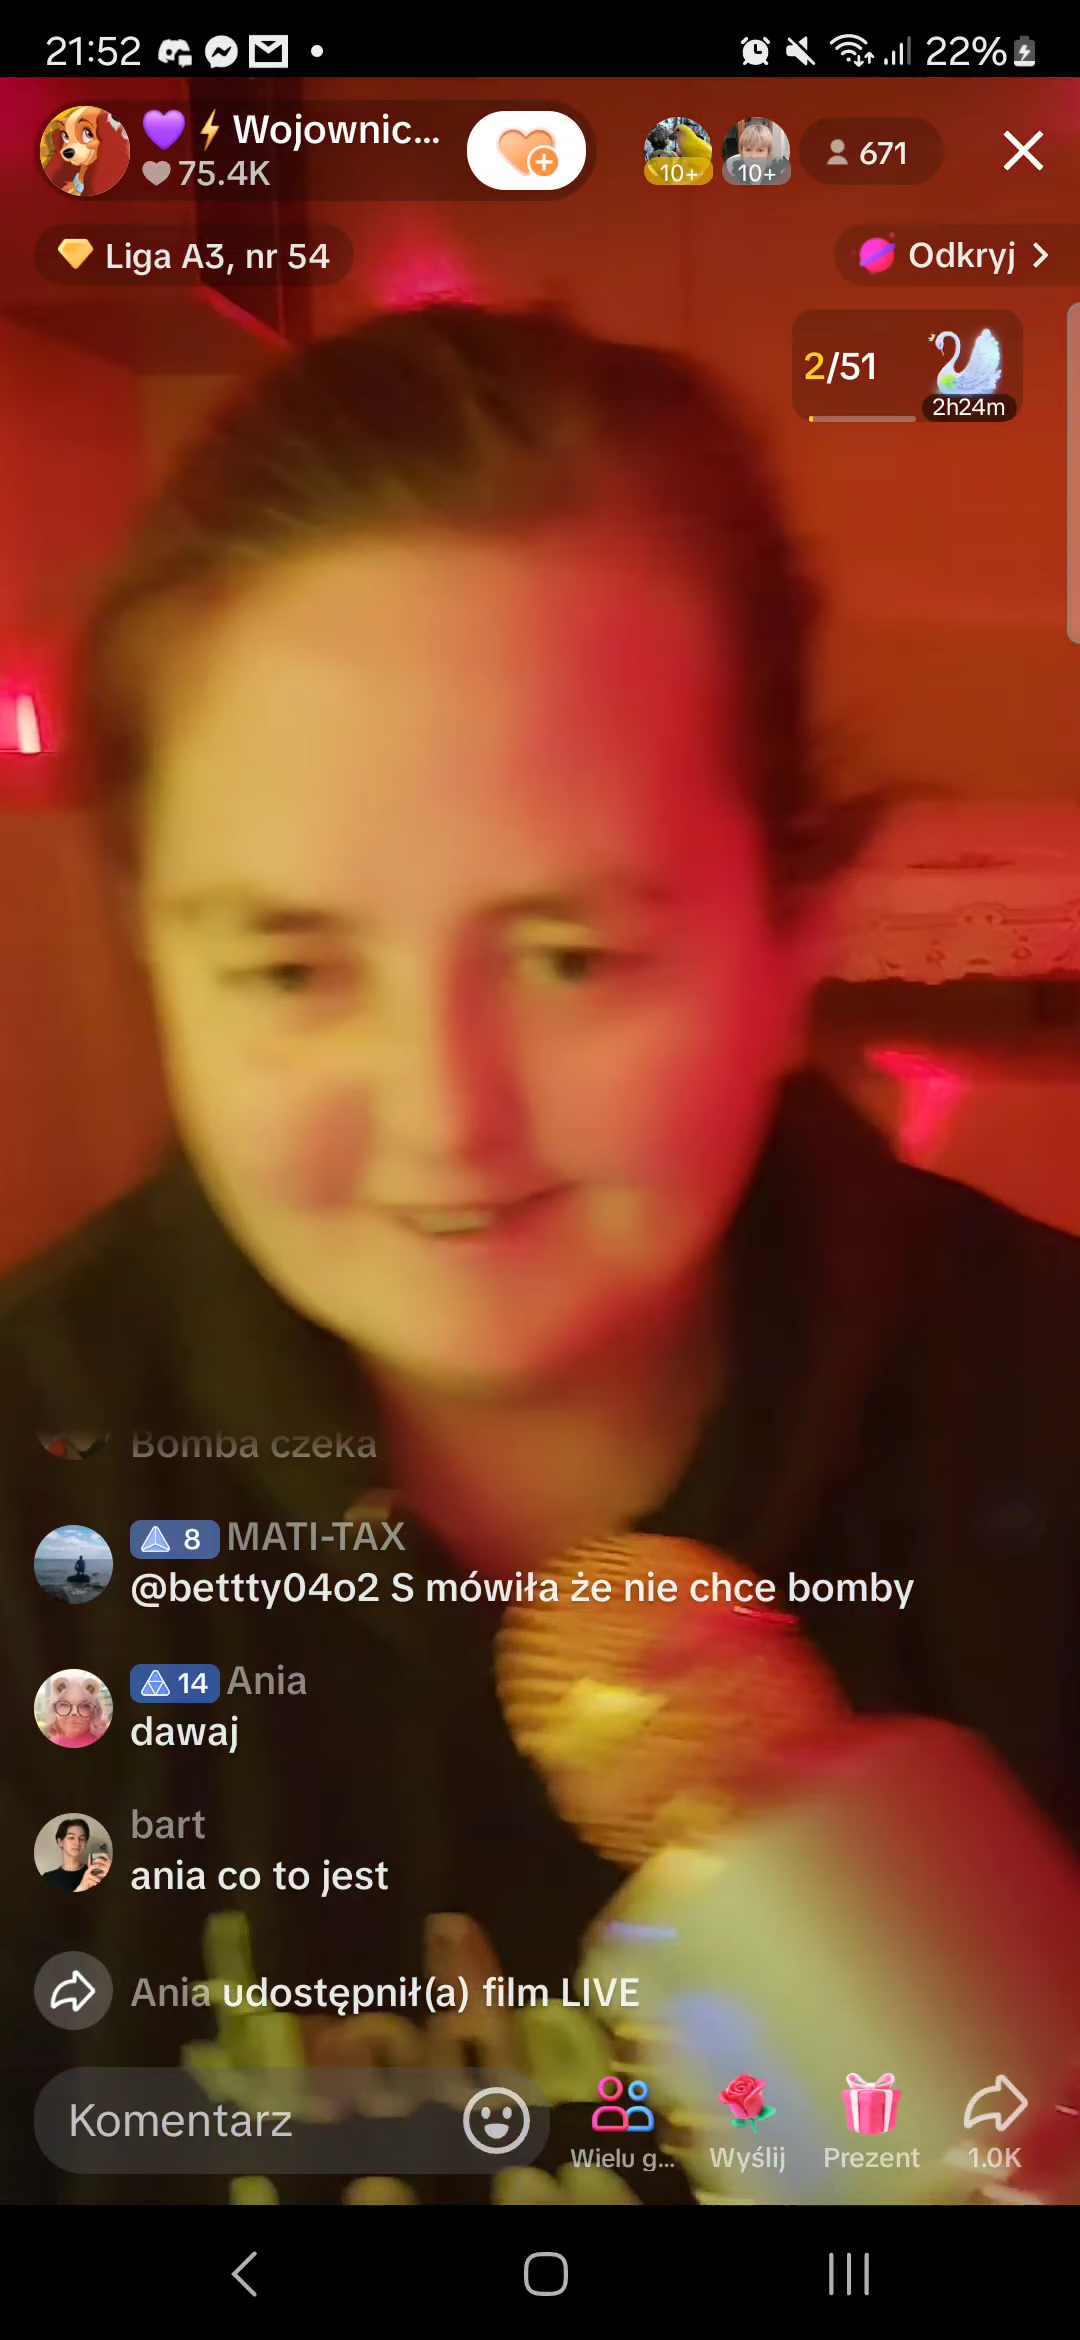 21:52 22%
💜⚡Wojownic...
75.4K
10+ 10+ 671
Liga A3, nr 54
Odkryj
2/51
2h24m
Bomba czeka
8 MATI-TAX
@bettty04o2 S mówiła że nie chce bomby
14 Ania
dawaj
bart
ania co to jest
Ania udostępnił(a) film LIVE
Komentarz
Wielu g... Wyślij Prezent 1.0K